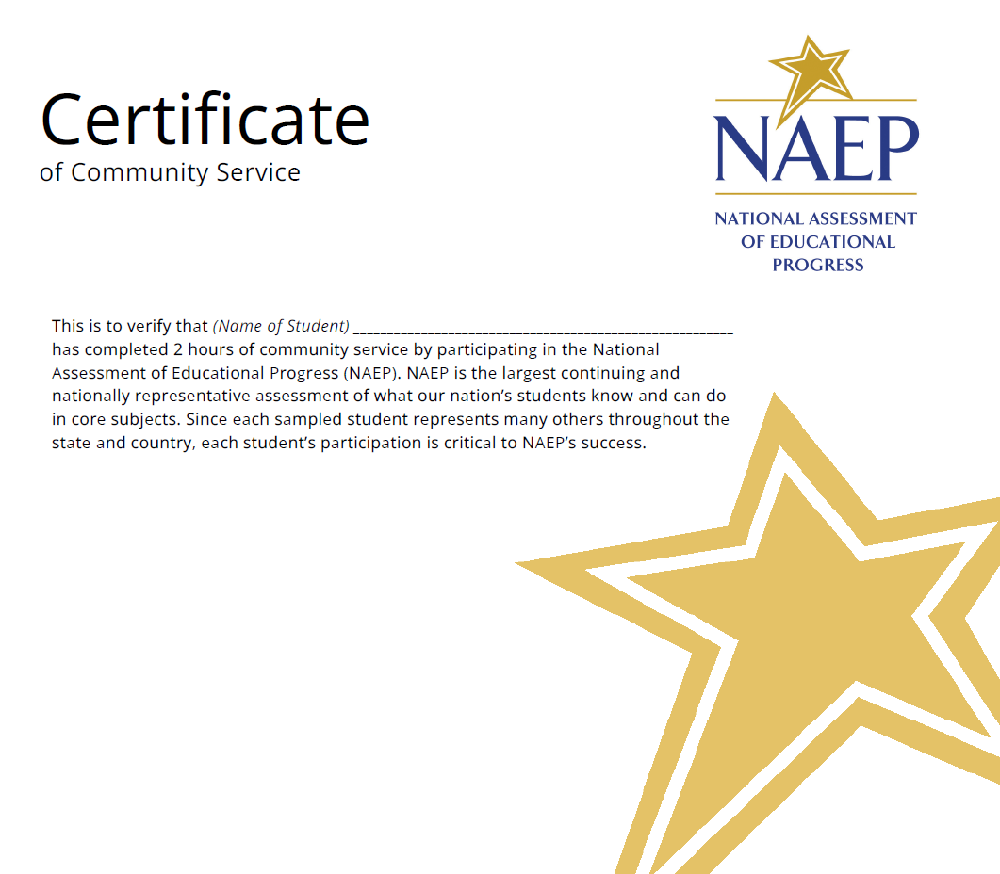 Certificate
of Community Service
NAEP
NATIONAL ASSESSMENT
OF EDUCATIONAL
PROGRESS
This is to verify that (Name of Student) ________________________________________________________
has completed 2 hours of community service by participating in the National
Assessment of Educational Progress (NAEP). NAEP is the largest continuing and
nationally representative assessment of what our nation’s students know and can do
in core subjects. Since each sampled student represents many others throughout the
state and country, each student’s participation is critical to NAEP’s success.